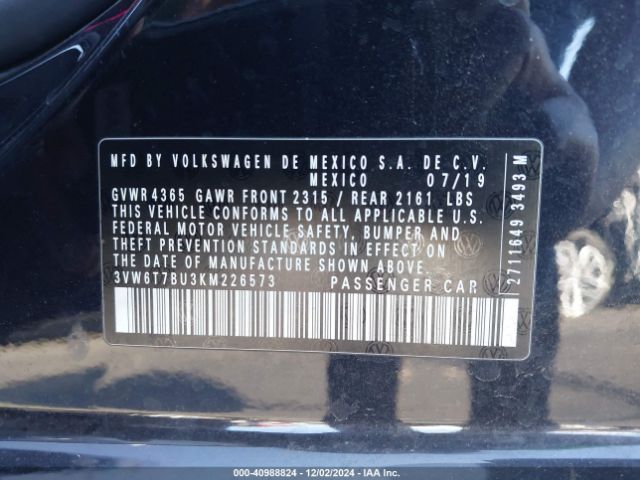 MFD BY VOLKSWAGEN DE MEXICO S.A. DE C.V.
MEXICO 07/19
GVWR 4365 GAWR FRONT 2315 / REAR 2161 LBS
THIS VEHICLE CONFORMS TO ALL APPLICABLE U.S.
FEDERAL MOTOR VEHICLE SAFETY, BUMPER AND
THEFT PREVENTION STANDARDS IN EFFECT ON
THE DATE OF MANUFACTURE SHOWN ABOVE.
3VW6T7BU3KM226573 PASSENGER CAR
2711649 3493 M
000-40988824 - 12/02/2024 - IAA Inc.